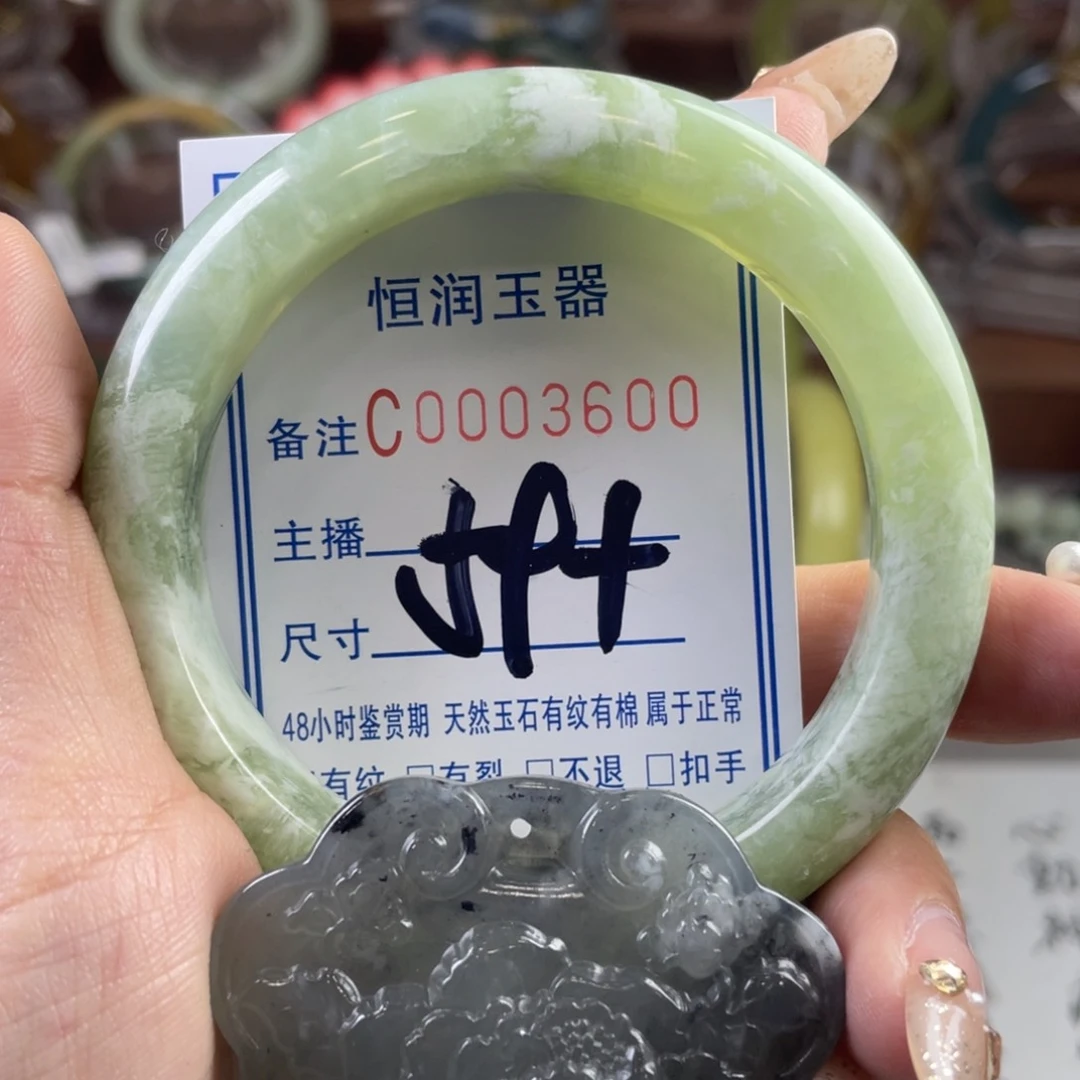 恒润玉器
备注C0003600
主播
尺寸
48小时鉴赏期 天然玉石有纹有棉 属于正常
有纹 □有裂 □不退 □扣手